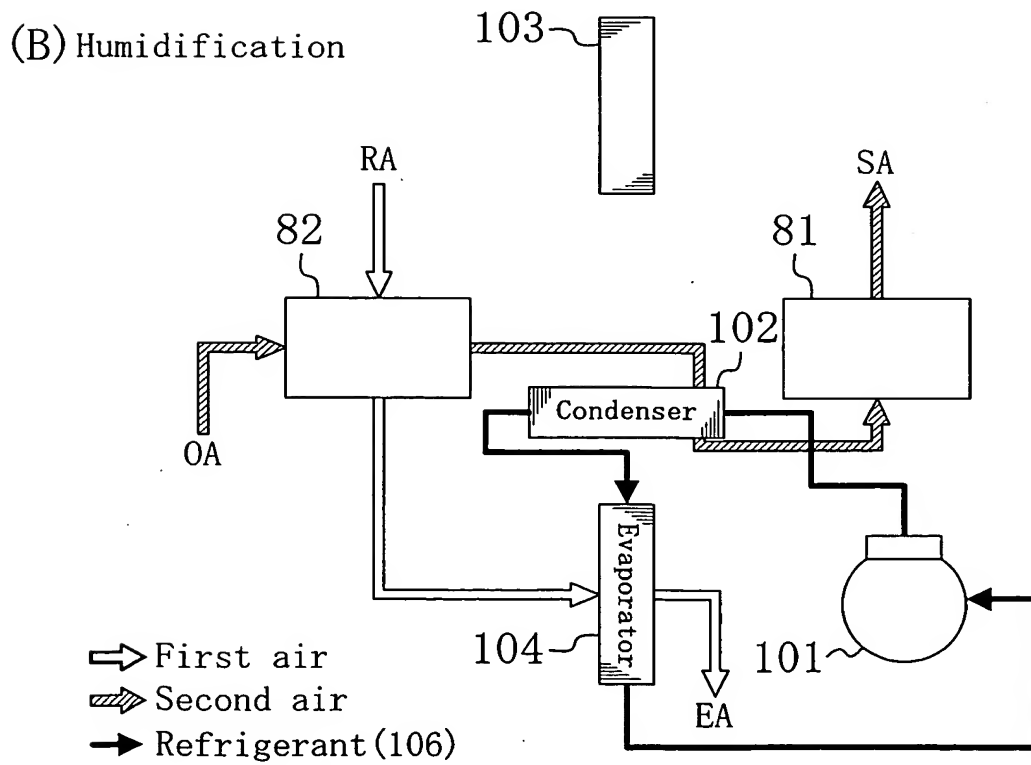 (B) Humidification
103
RA
SA
82
81
102
Condenser
OA
Evaporator
104
101
EA
First air
Second air
Refrigerant(106)